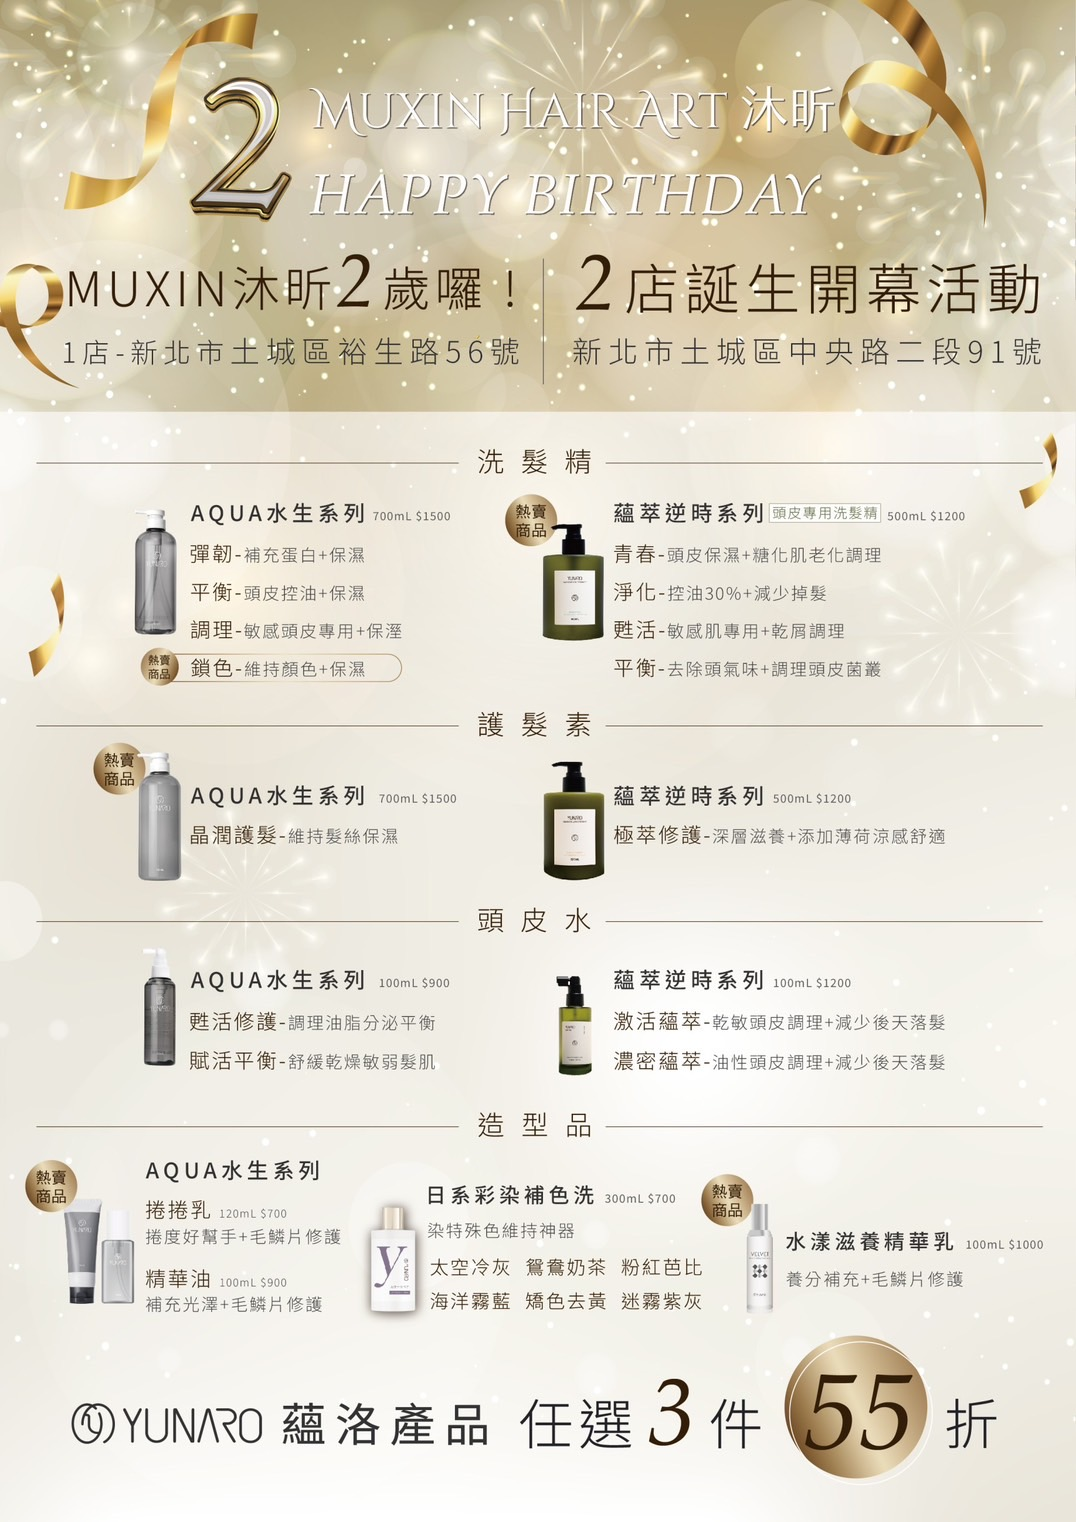 2
MUXIN HAIR ART 沐昕
HAPPY BIRTHDAY
MUXIN沐昕2歲囉！
1店-新北市土城區裕生路56號
2店誕生開幕活動
新北市土城區中央路二段91號
洗髮精
AQUA水生系列 700mL $1500
彈韌-補充蛋白+保濕
平衡-頭皮控油+保濕
調理-敏感頭皮專用+保溼
熱賣商品 鎖色-維持顏色+保濕
熱賣
商品
蘊萃逆時系列 頭皮專用洗髮精 500mL $1200
青春-頭皮保濕+糖化肌老化調理
淨化-控油30%+減少掉髮
甦活-敏感肌專用+乾屑調理
平衡-去除頭氣味+調理頭皮菌叢
護髮素
熱賣
商品
AQUA水生系列 700mL $1500
晶潤護髮-維持髮絲保濕
蘊萃逆時系列 500mL $1200
極萃修護-深層滋養+添加薄荷涼感舒適
頭皮水
AQUA水生系列 100mL $900
甦活修護-調理油脂分泌平衡
賦活平衡-舒緩乾燥敏弱髮肌
蘊萃逆時系列 100mL $1200
激活蘊萃-乾敏頭皮調理+減少後天落髮
濃密蘊萃-油性頭皮調理+減少後天落髮
造型品
熱賣
商品
AQUA水生系列
捲捲乳 120mL $700
捲度好幫手+毛鱗片修護
精華油 100mL $900
補充光澤+毛鱗片修護
日系彩染補色洗 300mL $700
染特殊色維持神器
太空冷灰 鴛鴦奶茶 粉紅芭比
海洋霧藍 矯色去黃 迷霧紫灰
熱賣
商品
水漾滋養精華乳 100mL $1000
養分補充+毛鱗片修護
YUNARO 蘊洛產品 任選3件55折